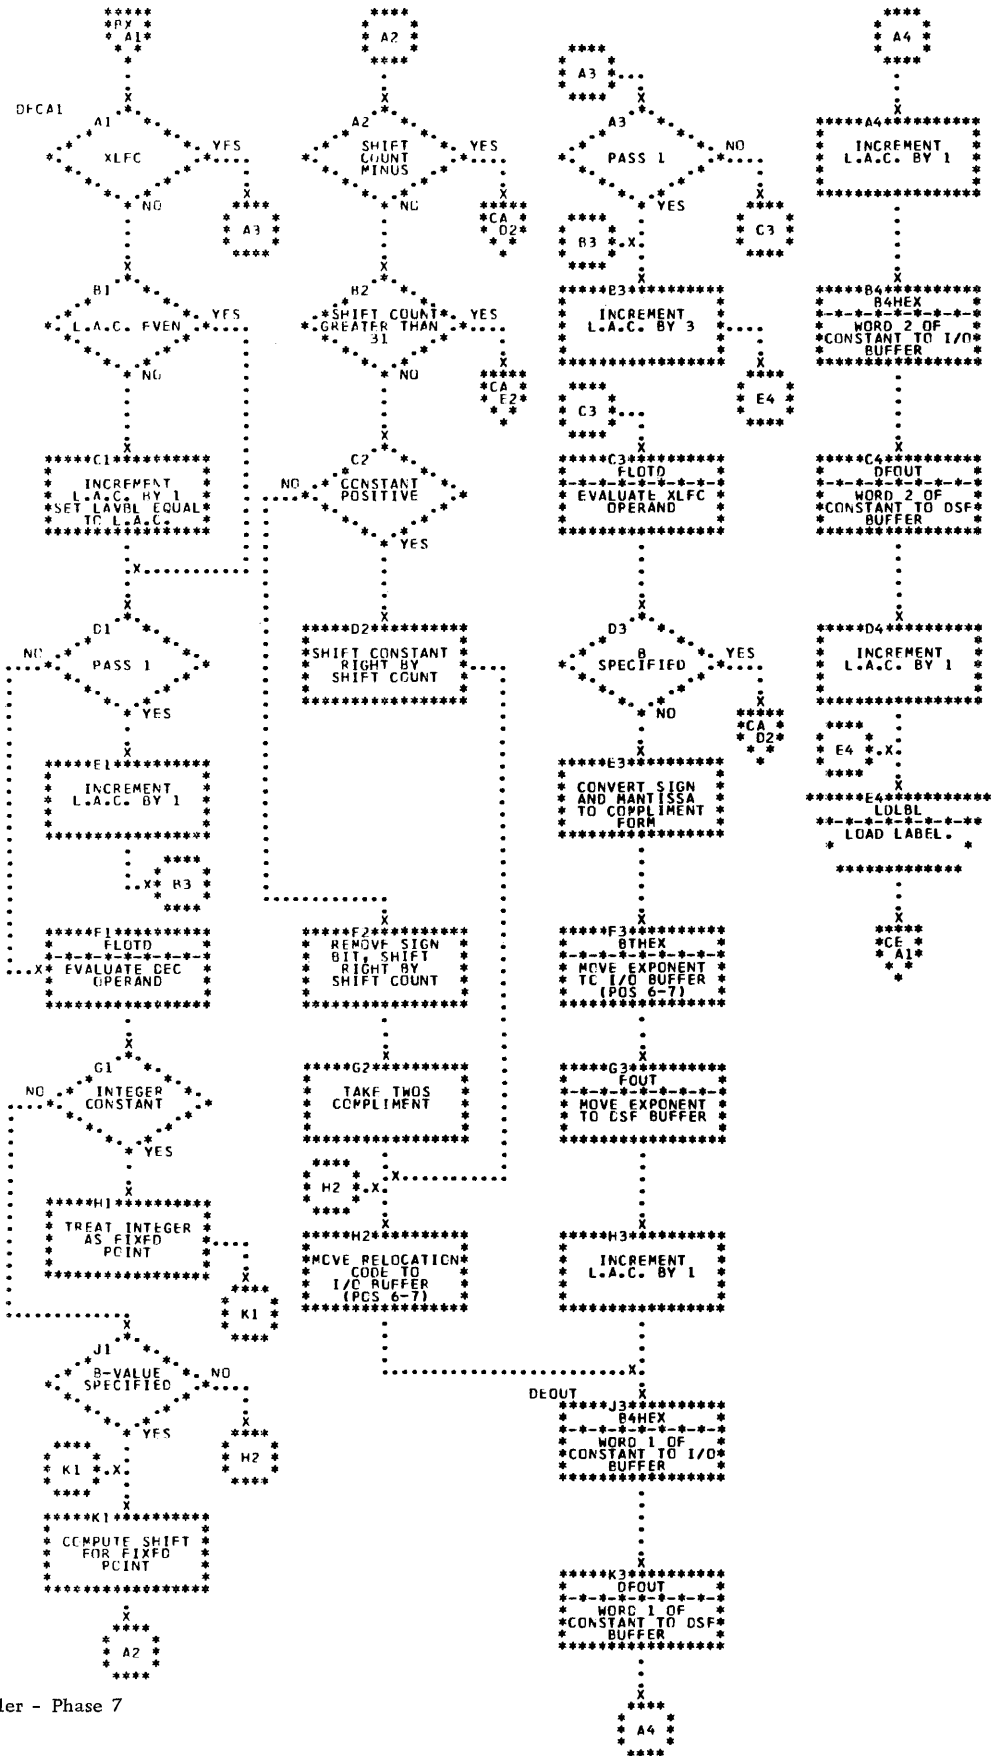 BX
A1
DFCA1
A1
XLFC
YES
NO
A3
B1
L.A.C. EVEN
YES
NO
C1
INCREMENT
L.A.C. BY 1
SET LAVBL EQUAL
TO L.A.C.
D1
NO
PASS 1
YES
E1
INCREMENT
L.A.C. BY 1
B3
F1
FLOTD
EVALUATE DEC
OPERAND
G1
NO
INTEGER
CONSTANT
YES
H1
TREAT INTEGER
AS FIXED
POINT
K1
J1
B-VALUE
SPECIFIED
NO
YES
H2
K1
K1
COMPUTE SHIFT
FOR FIXED
POINT
A2
A2
A2
SHIFT
COUNT
MINUS
YES
NO
CA
D2
B2
SHIFT COUNT
GREATER THAN
31
YES
NO
CA
E2
C2
NO
CONSTANT
POSITIVE
YES
D2
SHIFT CONSTANT
RIGHT BY
SHIFT COUNT
F2
REMOVE SIGN
BIT, SHIFT
RIGHT BY
SHIFT COUNT
G2
TAKE TWOS
COMPLIMENT
H2
H2
MOVE RELOCATION
CODE TO
I/O BUFFER
(POS 6-7)
A3
A3
PASS 1
NO
YES
C3
B3
B3
INCREMENT
L.A.C. BY 3
E4
C3
C3
FLOTD
EVALUATE XLFC
OPERAND
D3
B
SPECIFIED
YES
NO
CA
D2
E3
CONVERT SIGN
AND MANTISSA
TO COMPLIMENT
FORM
F3
BTHEX
MOVE EXPONENT
TO I/O BUFFER
(POS 6-7)
G3
FOUT
MOVE EXPONENT
TO DSF BUFFER
H3
INCREMENT
L.A.C. BY 1
DEOUT
J3
B4HEX
WORD 1 OF
CONSTANT TO I/O
BUFFER
K3
DFOUT
WORD 1 OF
CONSTANT TO DSF
BUFFER
A4
A4
A4
INCREMENT
L.A.C. BY 1
B4
B4HEX
WORD 2 OF
CONSTANT TO I/O
BUFFER
C4
DFOUT
WORD 2 OF
CONSTANT TO DSF
BUFFER
D4
INCREMENT
L.A.C. BY 1
E4
E4
LDLBL
LOAD LABEL.
CE
A1
ler - Phase 7